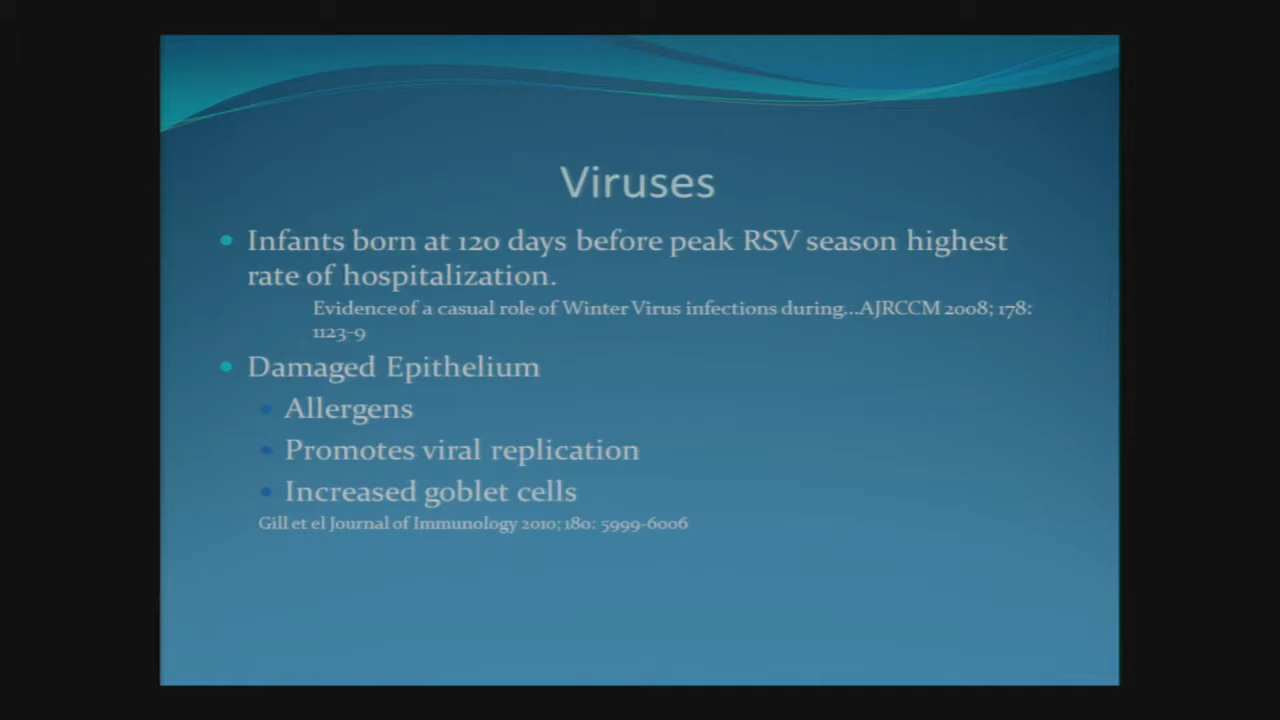 Viruses
Infants born at 120 days before peak RSV season highest
rate of hospitalization.
Evidence of a casual role of Winter Virus infections during...AJRCCM 2008; 178:
1123-9
Damaged Epithelium
Allergens
Promotes viral replication
Increased goblet cells
Gill et el Journal of Immunology 2010; 180: 5999-6006